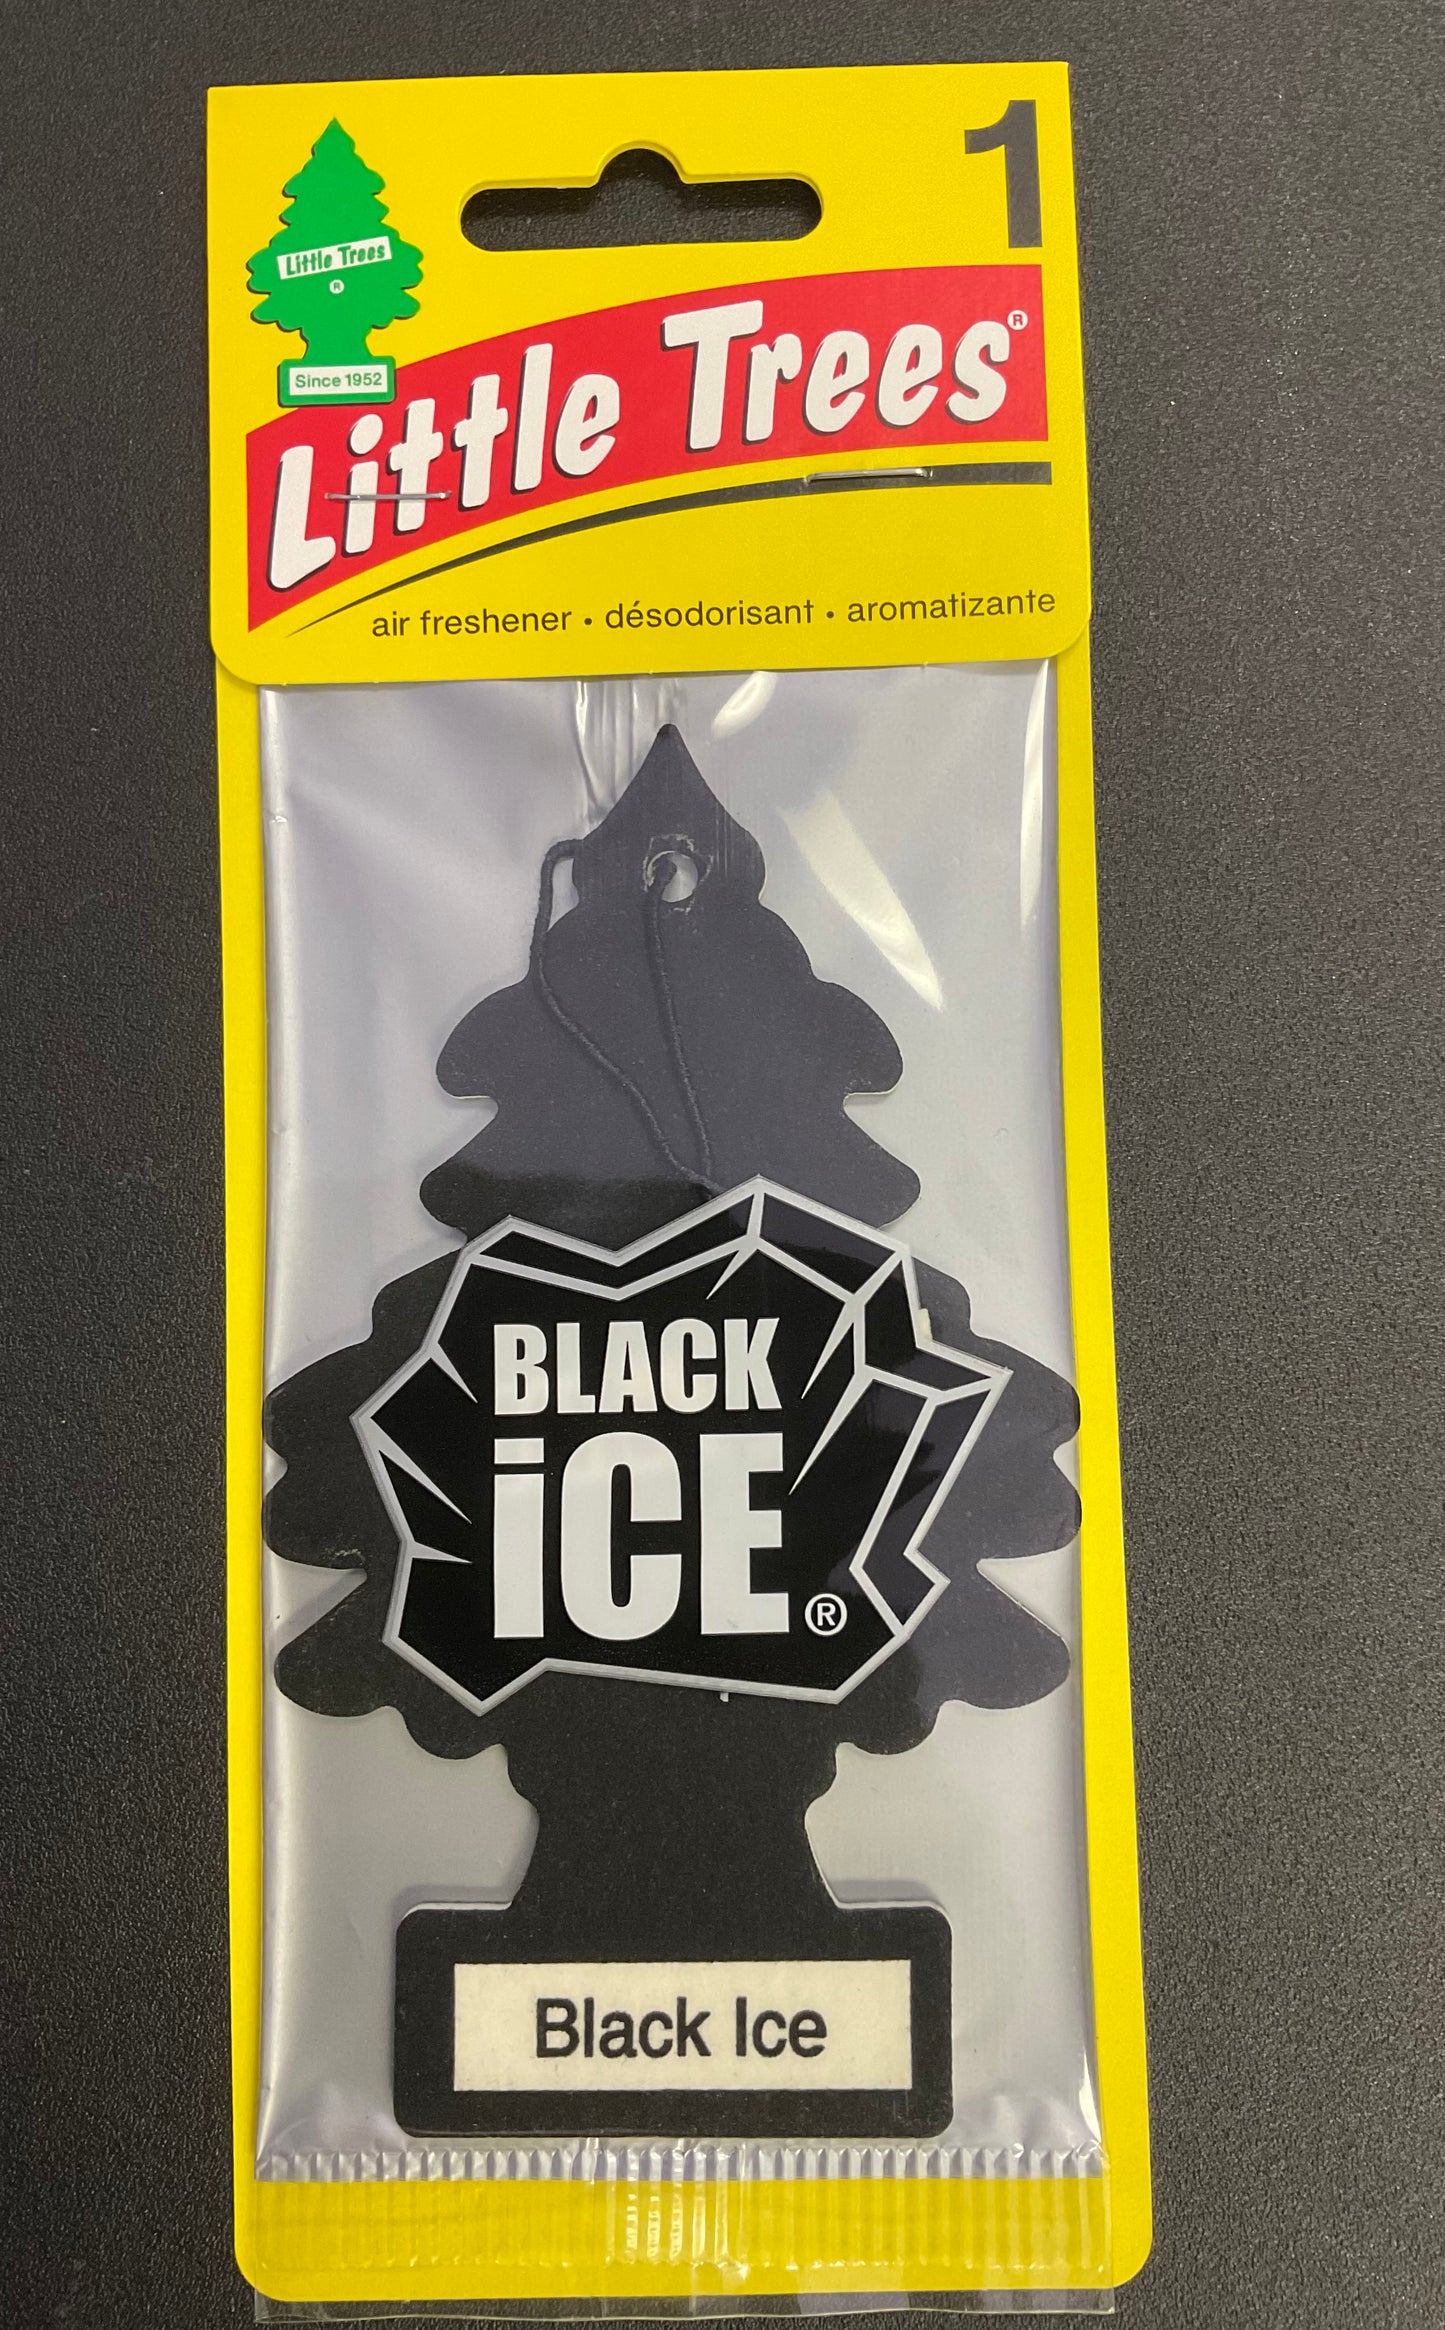 1
Little Trees
®
Since 1952
Little Trees®
air freshener • désodorisant • aromatizante
BLACK
iCE®
Black Ice